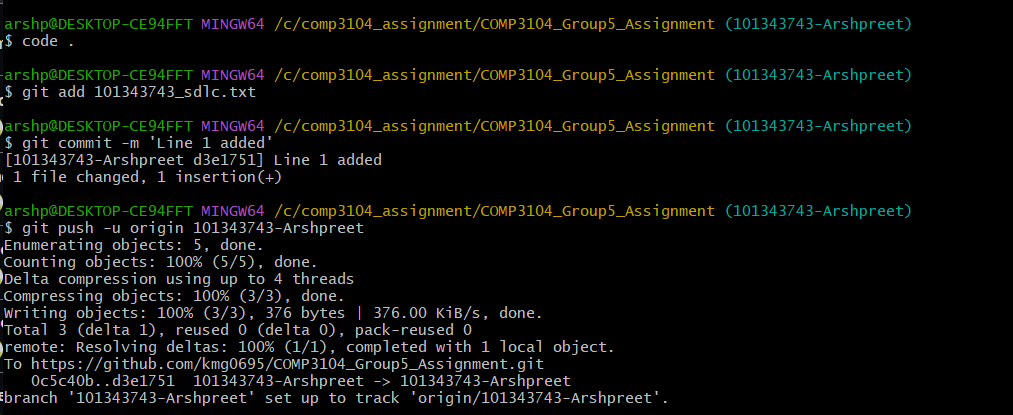 arshp@DESKTOP-CE94FFT MINGW64 /c/comp3104_assignment/COMP3104_Group5_Assignment (101343743-Arshpreet)
$ code .
arshp@DESKTOP-CE94FFT MINGW64 /c/comp3104_assignment/COMP3104_Group5_Assignment (101343743-Arshpreet)
$ git add 101343743_sdlc.txt
arshp@DESKTOP-CE94FFT MINGW64 /c/comp3104_assignment/COMP3104_Group5_Assignment (101343743-Arshpreet)
$ git commit -m 'Line 1 added'
[101343743-Arshpreet d3e1751] Line 1 added
 1 file changed, 1 insertion(+)
arshp@DESKTOP-CE94FFT MINGW64 /c/comp3104_assignment/COMP3104_Group5_Assignment (101343743-Arshpreet)
$ git push -u origin 101343743-Arshpreet
Enumerating objects: 5, done.
Counting objects: 100% (5/5), done.
Delta compression using up to 4 threads
Compressing objects: 100% (3/3), done.
Writing objects: 100% (3/3), 376 bytes | 376.00 KiB/s, done.
Total 3 (delta 1), reused 0 (delta 0), pack-reused 0
remote: Resolving deltas: 100% (1/1), completed with 1 local object.
To https://github.com/kmg0695/COMP3104_Group5_Assignment.git
   0c5c40b..d3e1751  101343743-Arshpreet -> 101343743-Arshpreet
branch '101343743-Arshpreet' set up to track 'origin/101343743-Arshpreet'.